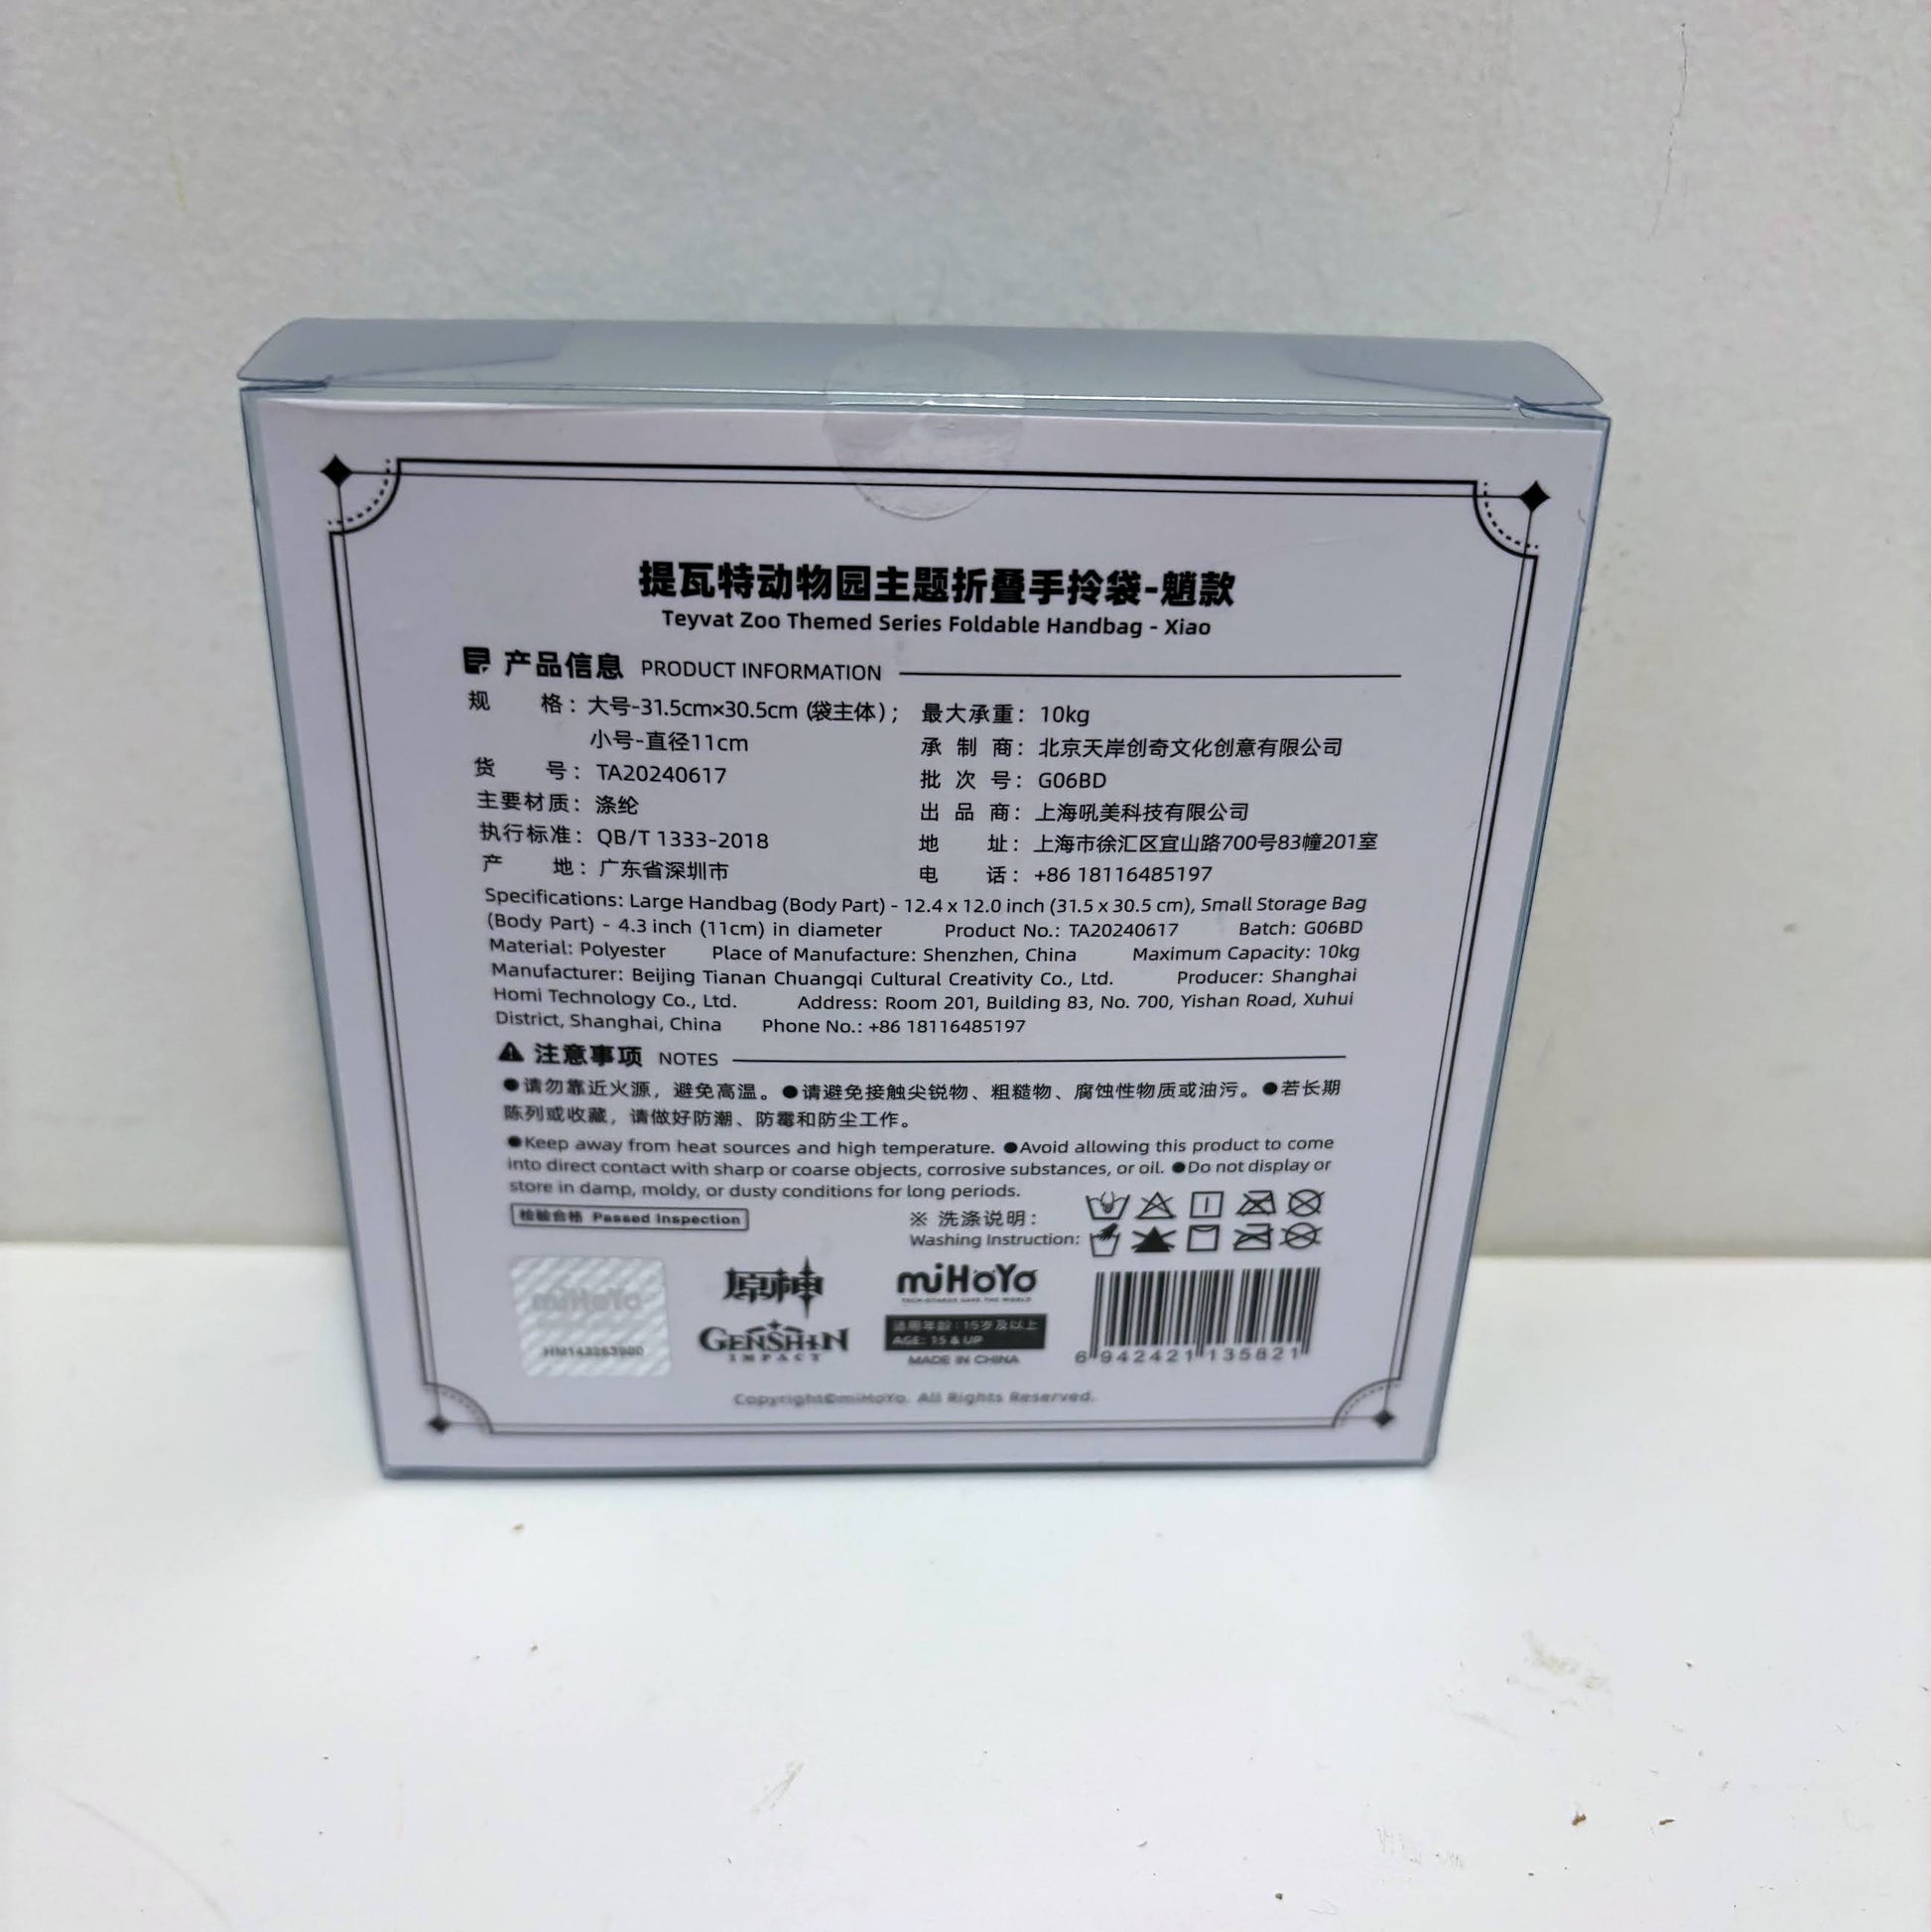 提瓦特动物园主题折叠手拎袋-魈款
Teyvat Zoo Themed Series Foldable Handbag - Xiao
产品信息 PRODUCT INFORMATION
规 格：大号-31.5cm×30.5cm (袋主体)； 最大承重：10kg
小号-直径11cm 承制商：北京天岸创奇文化创意有限公司
货 号：TA20240617 批次号：G06BD
主要材质：涤纶 出品商：上海吼美科技有限公司
执行标准：QB/T 1333-2018 地 址：上海市徐汇区宜山路700号83幢201室
产 地：广东省深圳市 电 话：+86 18116485197
Specifications: Large Handbag (Body Part) - 12.4 x 12.0 inch (31.5 x 30.5 cm), Small Storage Bag
(Body Part) - 4.3 inch (11cm) in diameter Product No.: TA20240617 Batch: G06BD
Material: Polyester Place of Manufacture: Shenzhen, China Maximum Capacity: 10kg
Manufacturer: Beijing Tianan Chuangqi Cultural Creativity Co., Ltd. Producer: Shanghai
Homi Technology Co., Ltd. Address: Room 201, Building 83, No. 700, Yishan Road, Xuhui
District, Shanghai, China Phone No.: +86 18116485197
注意事项 NOTES
●请勿靠近火源，避免高温。●请避免接触尖锐物、粗糙物、腐蚀性物质或油污。●若长期
陈列或收藏，请做好防潮、防霉和防尘工作。
●Keep away from heat sources and high temperature. ●Avoid allowing this product to come
into direct contact with sharp or coarse objects, corrosive substances, or oil. ●Do not display or
store in damp, moldy, or dusty conditions for long periods.
检验合格 Passed Inspection
※ 洗涤说明：
Washing Instruction:
miHoYo
原神
GENSHIN
IMPACT
miHoYo
TECH OTAKUS SAVE THE WORLD
适用年龄：15岁及以上
AGE: 15 & UP
MADE IN CHINA
6 942421 135821
Copyright©miHoYo. All Rights Reserved.